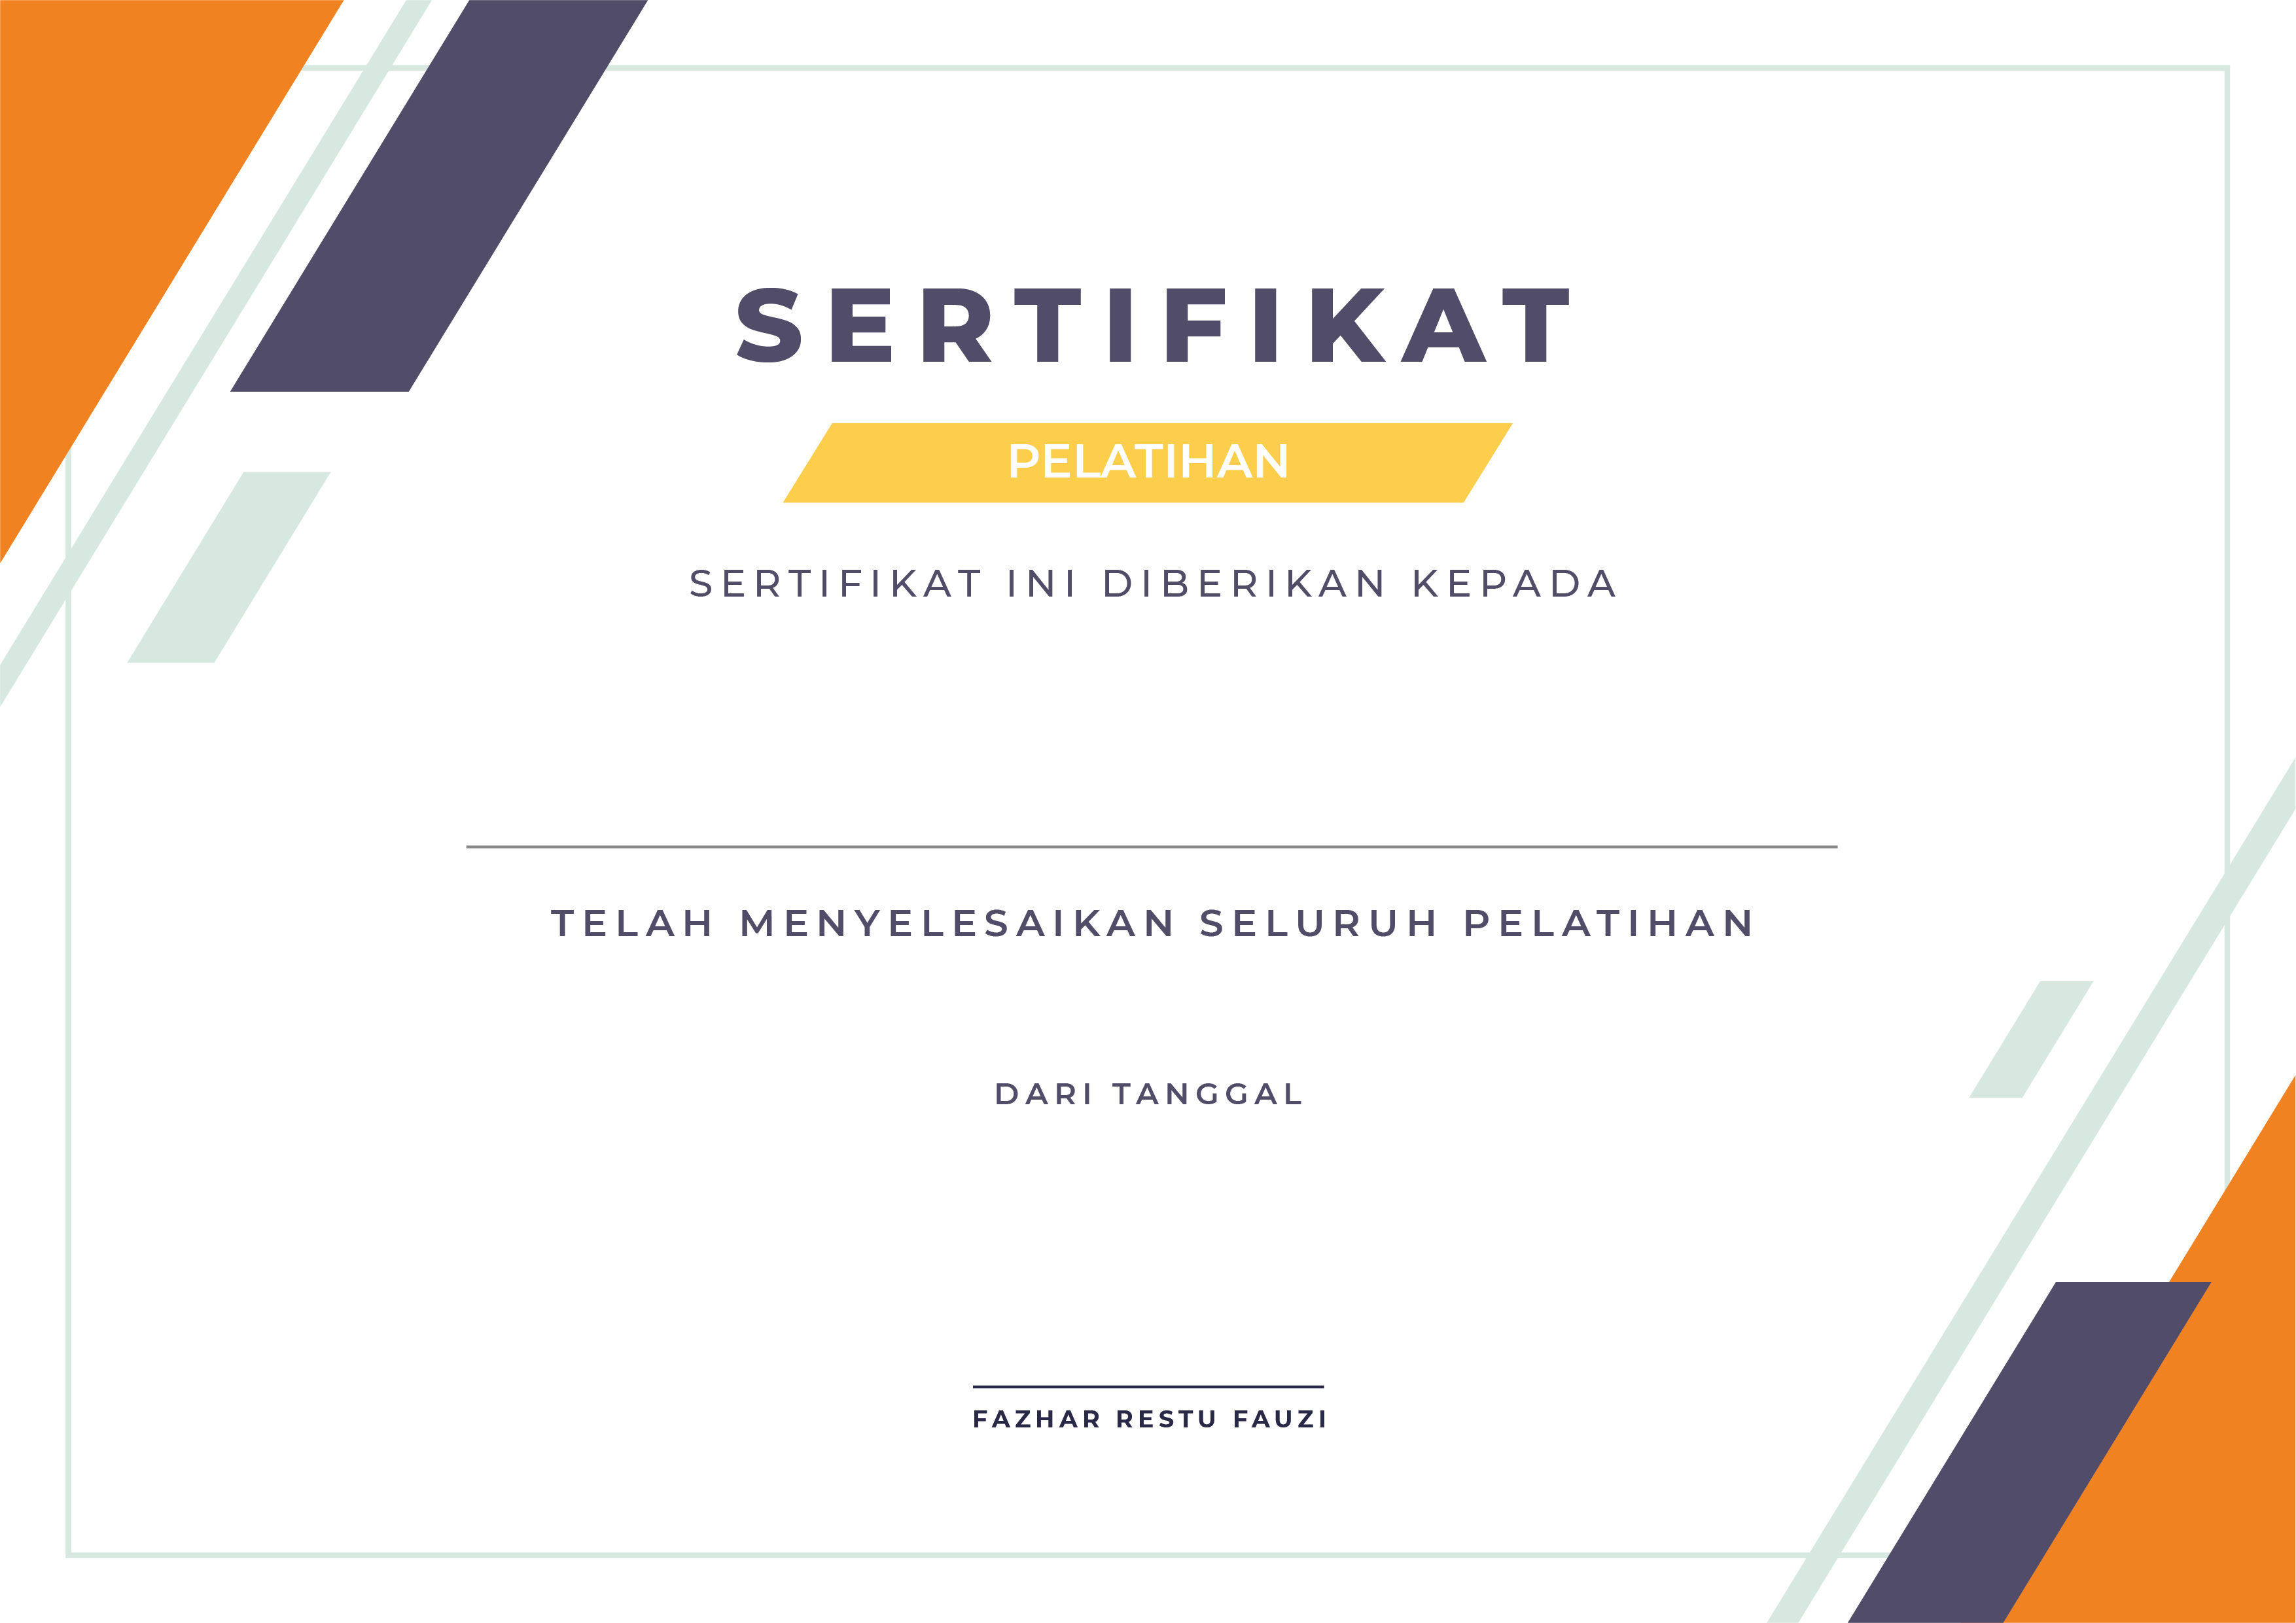 SERTIFIKAT
PELATIHAN
SERTIFIKAT INI DIBERIKAN KEPADA
TELAH MENYELESAIKAN SELURUH PELATIHAN
DARI TANGGAL
FAZHAR RESTU FAUZI